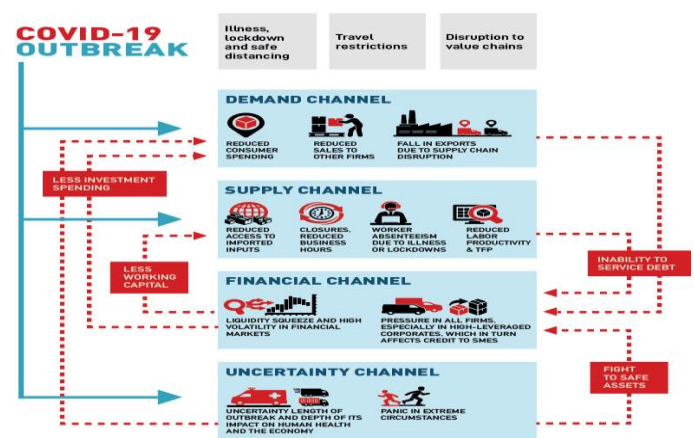 COVID-19
OUTBREAK
Illness,
lockdown
and safe
distancing
Travel
restrictions
Disruption to
value chains
DEMAND CHANNEL
REDUCED
CONSUMER
SPENDING
REDUCED
SALES TO
OTHER FIRMS
FALL IN EXPORTS
DUE TO SUPPLY CHAIN
DISRUPTION
LESS INVESTMENT
SPENDING
SUPPLY CHANNEL
REDUCED
ACCESS TO
IMPORTED
INPUTS
CLOSURES,
REDUCED
BUSINESS
HOURS
WORKER
ABSENTEEISM
DUE TO ILLNESS
OR LOCKDOWNS
REDUCED
LABOR
PRODUCTIVITY
& TFP
INABILITY TO
SERVICE DEBT
LESS
WORKING
CAPITAL
FINANCIAL CHANNEL
LIQUIDITY SQUEEZE AND HIGH
VOLATILITY IN FINANCIAL
MARKETS
PRESSURE IN ALL FIRMS,
ESPECIALLY IN HIGH-LEVERAGED
CORPORATES, WHICH IN TURN
AFFECTS CREDIT TO SMES
FIGHT
TO SAFE
ASSETS
UNCERTAINTY CHANNEL
UNCERTAINTY LENGTH OF
OUTBREAK AND DEPTH OF ITS
IMPACT ON HUMAN HEALTH
AND THE ECONOMY
PANIC IN EXTREME
CIRCUMSTANCES